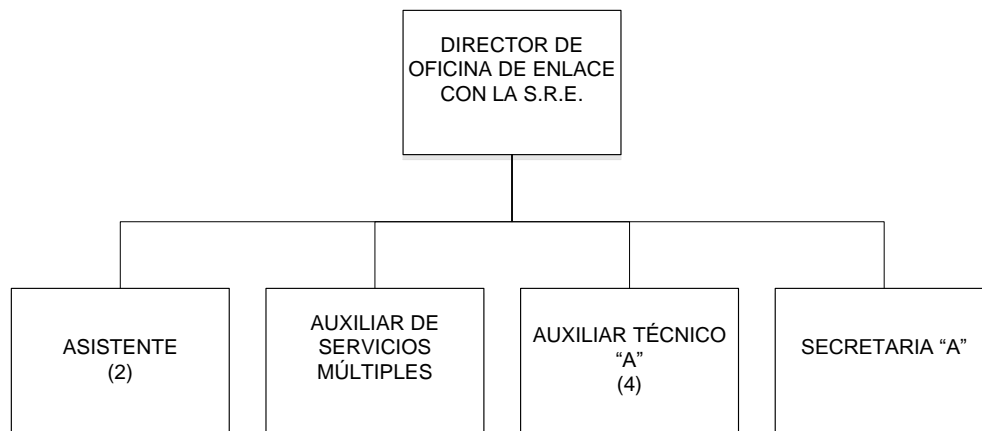 DIRECTOR DE
OFICINA DE ENLACE
CON LA S.R.E.
ASISTENTE
(2)
AUXILIAR DE
SERVICIOS
MÚLTIPLES
AUXILIAR TÉCNICO
“A”
(4)
SECRETARIA “A”